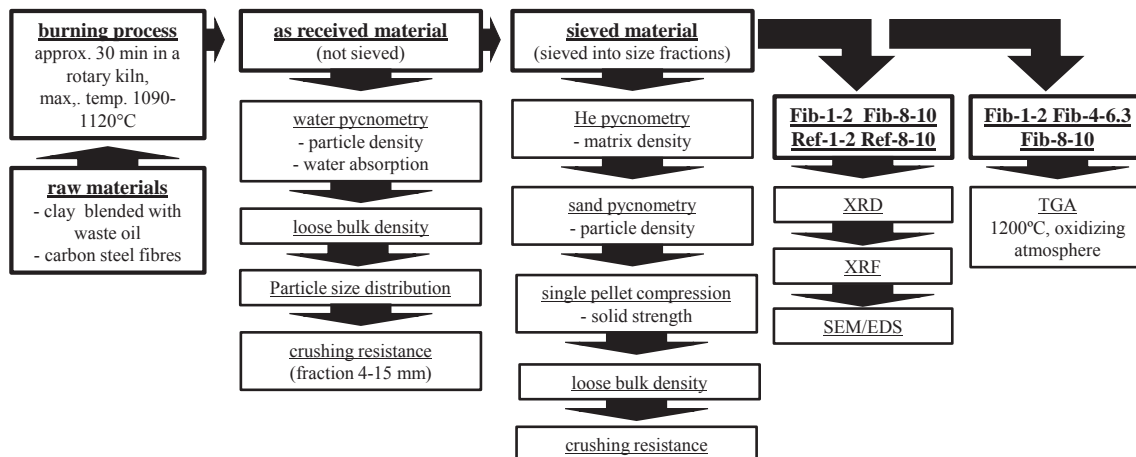 burning process
approx. 30 min in a
rotary kiln,
max,. temp. 1090-
1120°C
raw materials
- clay blended with
waste oil
- carbon steel fibres
as received material
(not sieved)
water pycnometry
- particle density
- water absorption
loose bulk density
Particle size distribution
crushing resistance
(fraction 4-15 mm)
sieved material
(sieved into size fractions)
He pycnometry
- matrix density
sand pycnometry
- particle density
single pellet compression
- solid strength
loose bulk density
crushing resistance
Fib-1-2 Fib-8-10
Ref-1-2 Ref-8-10
XRD
XRF
SEM/EDS
Fib-1-2 Fib-4-6.3
Fib-8-10
TGA
1200ºC, oxidizing
atmosphere